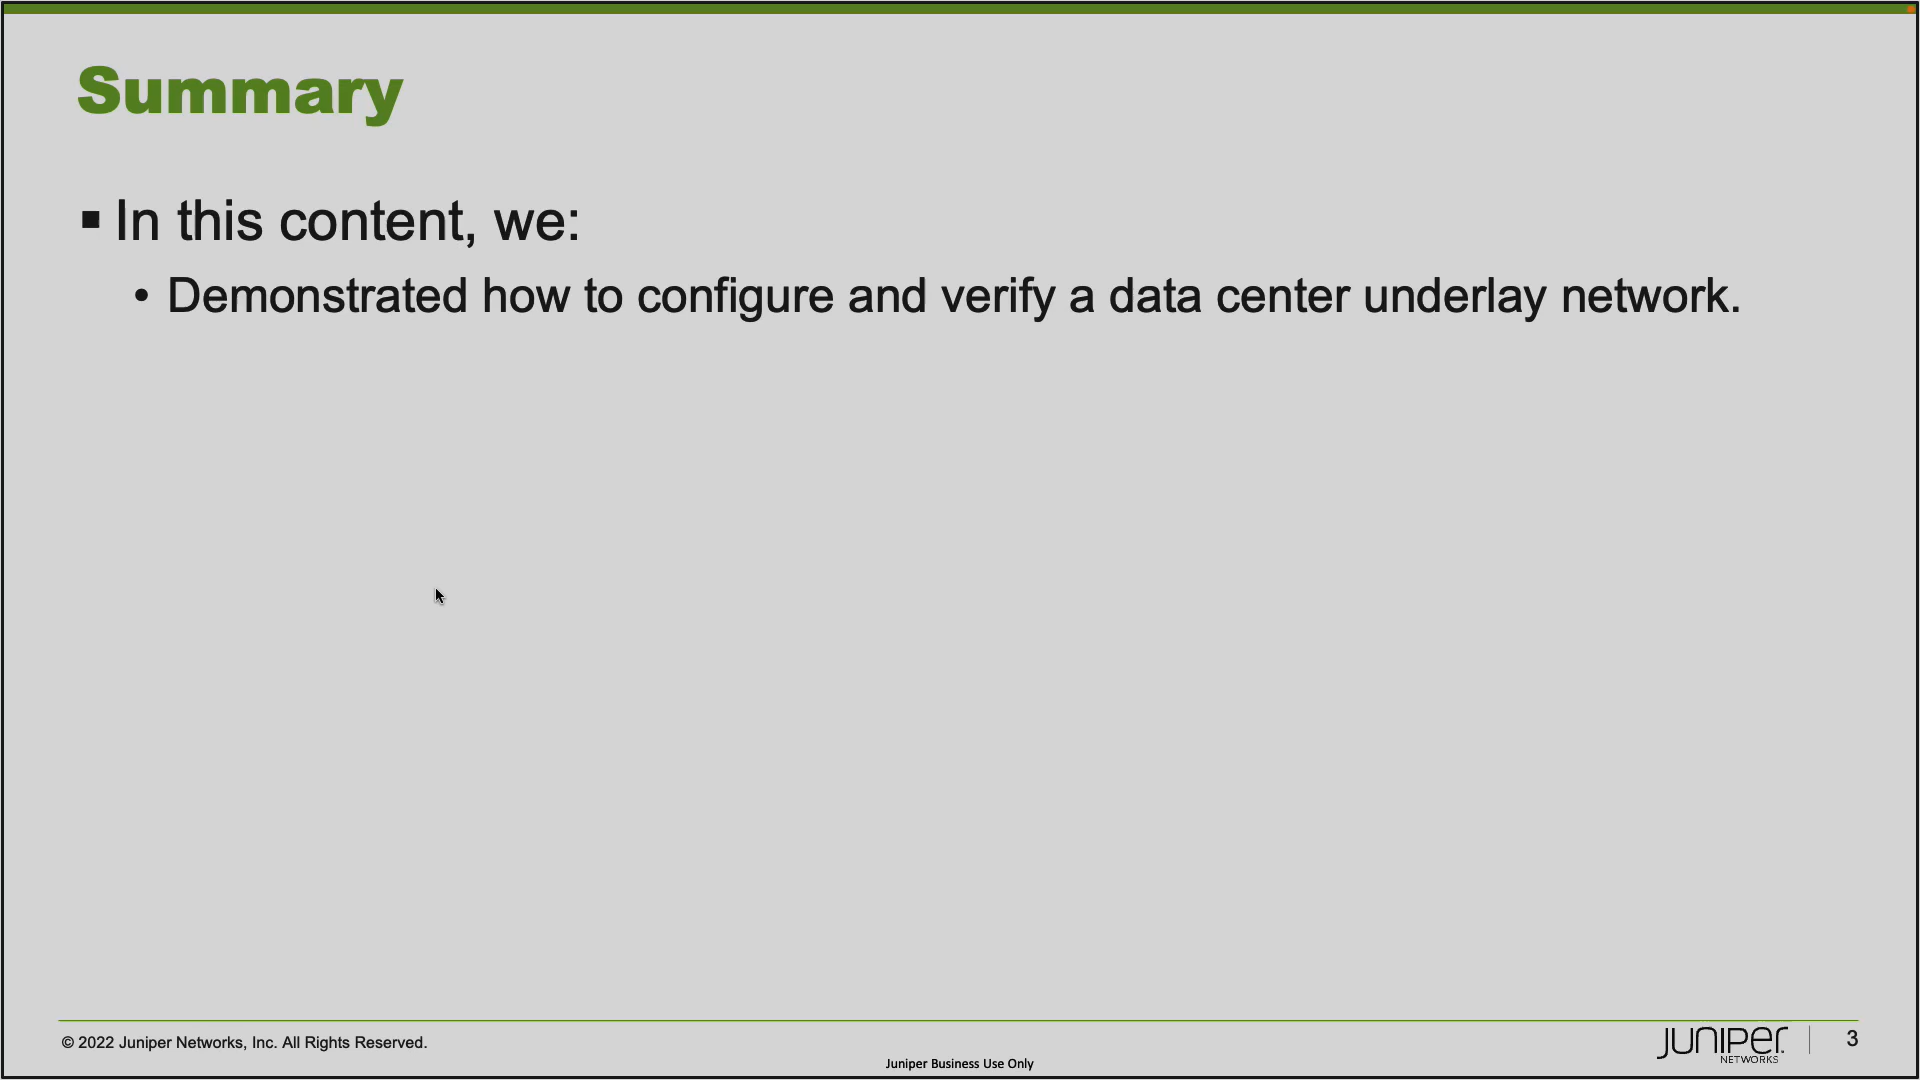 Summary
▪ In this content, we:
• Demonstrated how to configure and verify a data center underlay network.
© 2022 Juniper Networks, Inc. All Rights Reserved.
Juniper Business Use Only
JUNIPer
NETWORKS
3